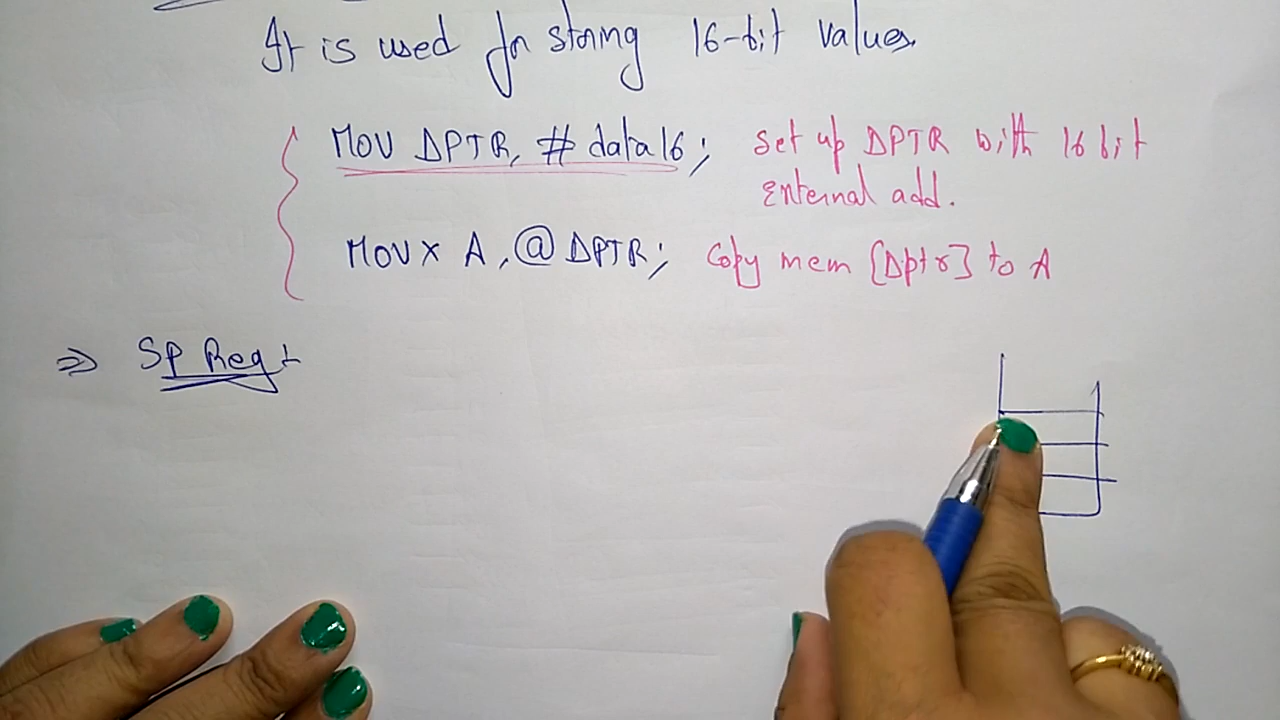 It is used for storing 16-bit values.
MOV DPTR, # data16; Set up DPTR with 16 bit
External add.
MOVX A, @ DPTR; Copy mem [Dptr] to A
⇒ SP Reg :-